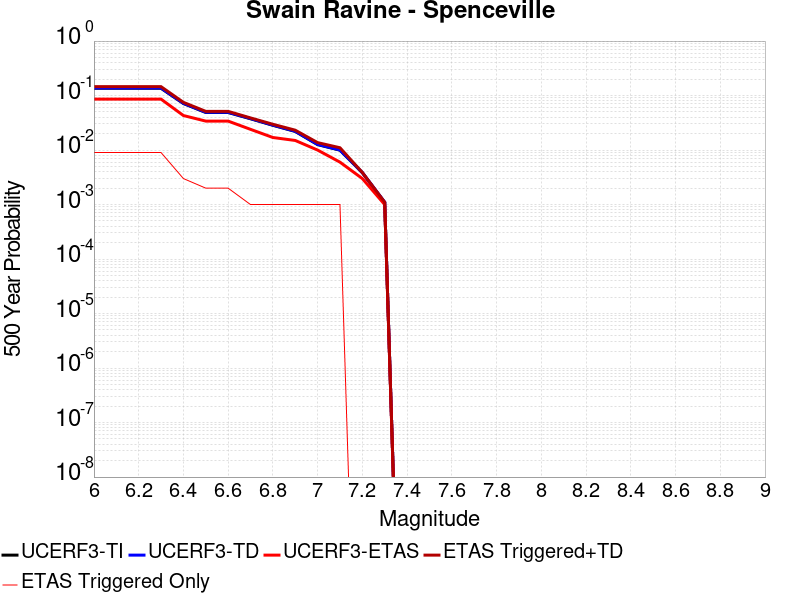 Swain Ravine - Spenceville
10^0
10^-1
10^-2
10^-3
10^-4
10^-5
10^-6
10^-7
10^-8
500 Year Probability
6 6.2 6.4 6.6 6.8 7 7.2 7.4 7.6 7.8 8 8.2 8.4 8.6 8.8 9
Magnitude
UCERF3-TI UCERF3-TD UCERF3-ETAS ETAS Triggered+TD
ETAS Triggered Only